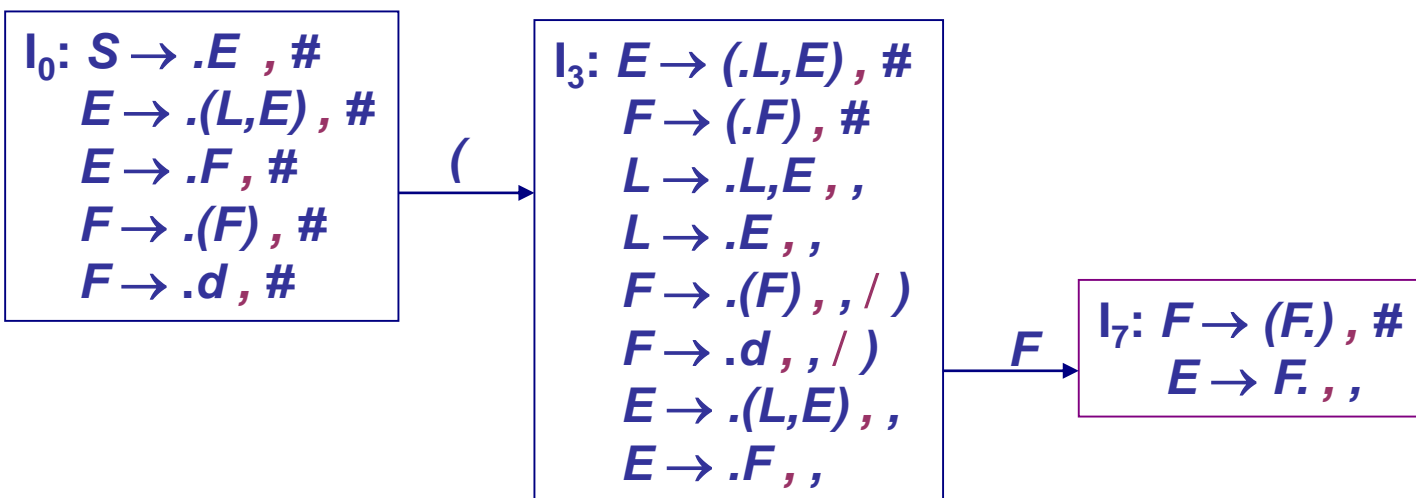 I₀: S → .E , #
E → .(L,E) , #
E → .F , #
F → .(F) , #
F → .d , #
(
I₃: E → (.L,E) , #
F → (.F) , #
L → .L,E , ,
L → .E , ,
F → .(F) , , / )
F → .d , , / )
E → .(L,E) , ,
E → .F , ,
F
I₇: F → (F.) , #
E → F. , ,